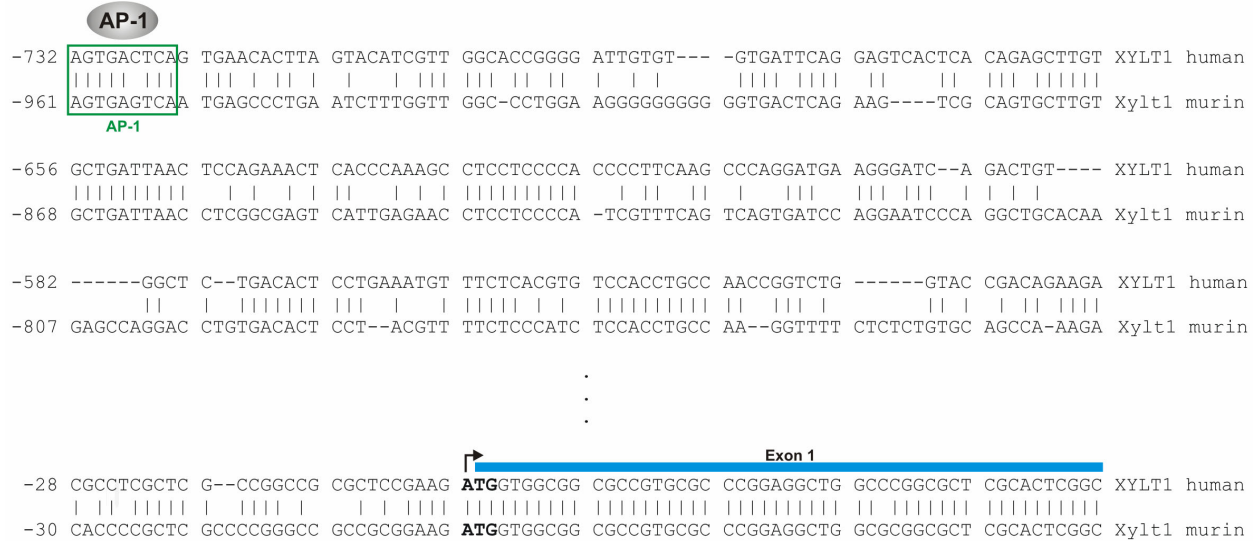 AP-1
-732 AGTGACTCAG TGAACACTTA GTACATCGTT GGCACCGGGG ATTGTGT--- -GTGATTCAG GAGTCACTCA CAGAGCTTGT XYLT1 human
-961 AGTGAGTCAA TGAGCCCTGA ATCTTTGGTT GGC-CCTGGA AGGGGGGGGG GGTGACTCAG AAG----TCG CAGTGCTTGT Xylt1 murin
AP-1
-656 GCTGATTAAC TCCAGAAACT CACCCAAAGC CCTCCTCCCCA CCCCTTCAAG CCCAGGATGA AAGGGATC--A GACTGT---- XYLT1 human
-868 GCTGATTAAC CTCGGCGAGT CATTGAGAAC CTCCTCCCCA -TCGTTTCAG TCAGTGATCC AGGAATCCCA GGCTGCACAA Xylt1 murin
-582 ------GGCT C--TGACACT CCTGAAATGT TTCTCACGTG TCCACCTGCC AACCGGTCTG ------GTAC CGACAGAAGA XYLT1 human
-807 GAGCCAGGAC CTGTGACACT CCT--ACGTT TTCTCCCATC TCCACCTGCC AA--GGTTTT CTCTCTGTGC AGCCA-AAGA Xylt1 murin
Exon 1
-28 CGCCTCGCTC G--CCGGCCG CGCTCCGAAG ATGGTGGCGG CGCCGTGCGC CCGGAGGCTG GCCCGGCGCT CGCACTCGGC XYLT1 human
-30 CACCCCGCTC GCCCCGGGCC GCCGCGGAAG ATGGTGGCGG CGCCGTGCGC CCGGAGGCTG GCGCGGCGCT CGCACTCGGC Xylt1 murin